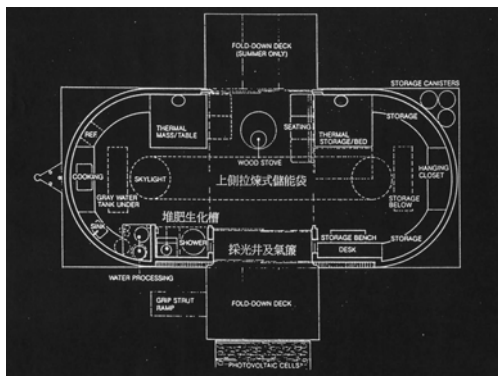 FOLD-DOWN DECK
(SUMMER ONLY)
STORAGE CANISTERS
THERMAL
MASS/TABLE
SEATING
THERMAL
STORAGE/BED
STORAGE
REF.
WOOD STOVE
COOKING
SKYLIGHT
上側拉煉式儲能袋
HANGING
CLOSET
GRAY WATER
TANK UNDER
STORAGE
BELOW
堆肥生化槽
SINK
SHOWER
採光井及氣簾
STORAGE BENCH
DESK
STORAGE
WATER PROCESSING
GRIP STRUT
RAMP
FOLD-DOWN DECK
PHOTOVOLTAIC CELLS